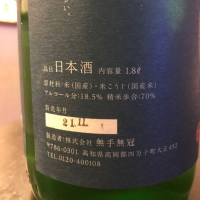 品目 日本酒 内容量 1.8ℓ
原材料:米(国産)・米こうじ(国産米)
アルコール分:18.5% 精米歩合:70%
製造年月
21.11
製造者:株式会社 無手無冠
〒786-0301 高知県高岡郡四万十町大正452
TEL.0120-400108